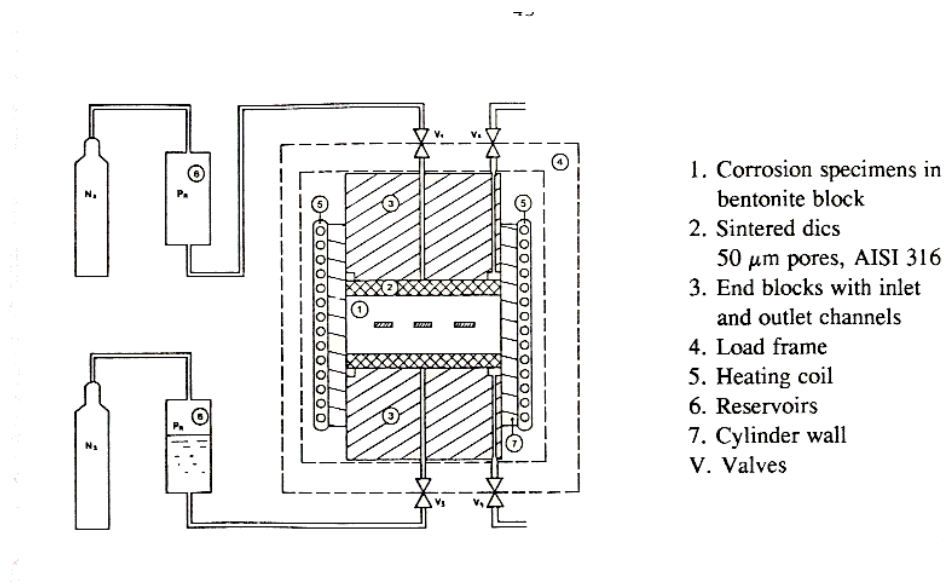 V₁
V₂
4
N₂
6
PR
5
3
5
2
1
N₂
PR
6
3
7
V₃
V₄
1. Corrosion specimens in
bentonite block
2. Sintered dics
50 μm pores, AISI 316
3. End blocks with inlet
and outlet channels
4. Load frame
5. Heating coil
6. Reservoirs
7. Cylinder wall
V. Valves